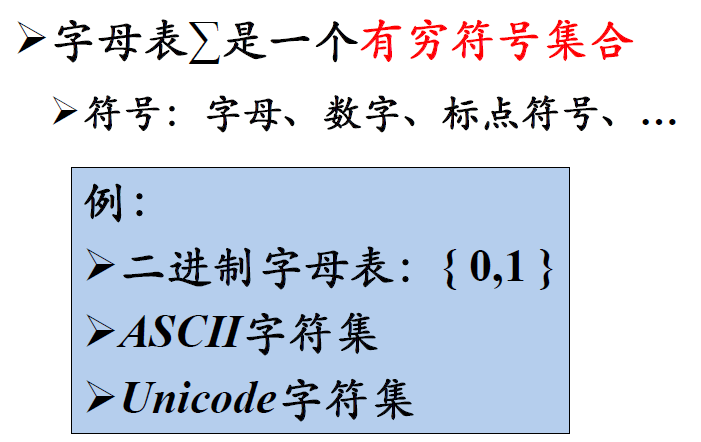 ➢字母表∑是一个有穷符号集合
➢符号：字母、数字、标点符号、…
例：
➢二进制字母表：{ 0,1 }
➢ASCII字符集
➢Unicode字符集